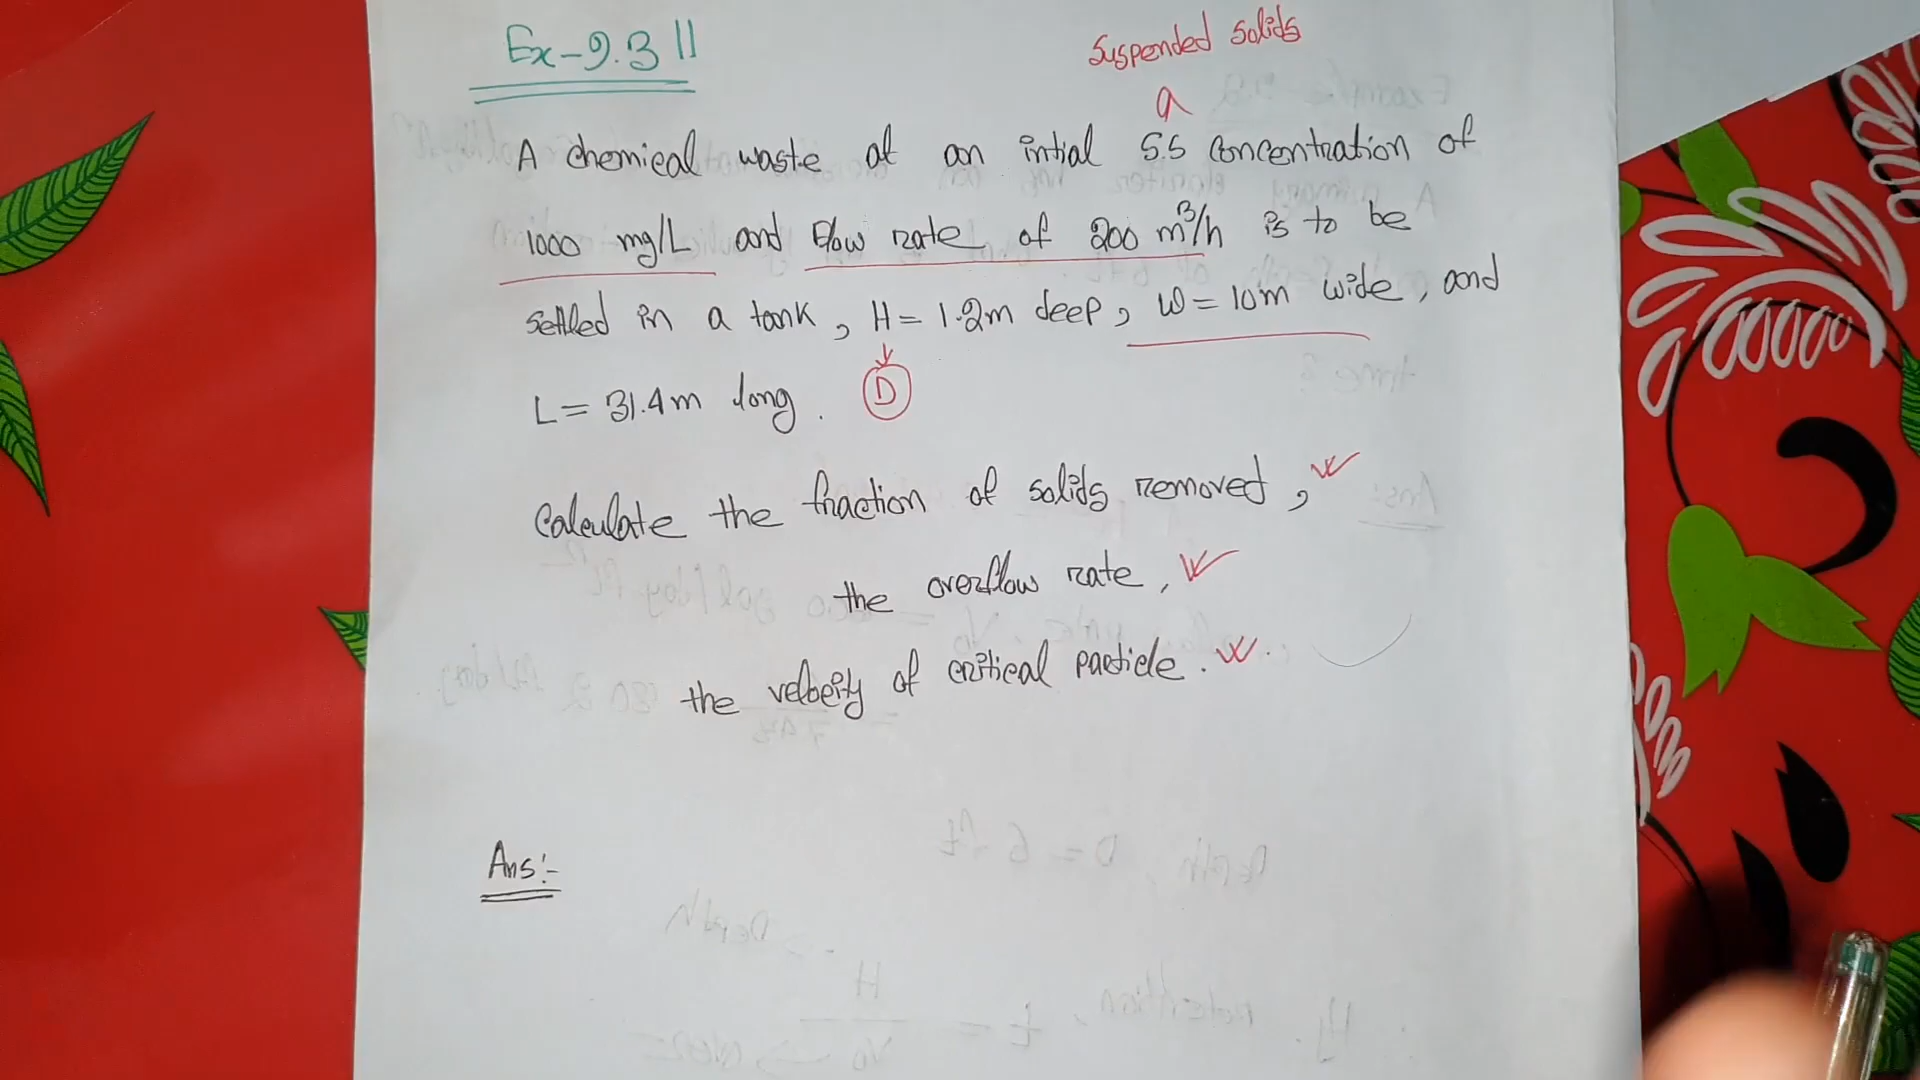 Ex-9.3 ||
Suspended Solids
a
A chemical waste at an intial S.S Concentration of
1000 mg/L and flow rate of 200 m³/h is to be
settled in a tank, H = 1.2m deep, W = 10m wide, and
L = 31.4m long.
D
Calculate the fraction of solids removed,
the overflow rate,
the velocity of critical particle.
Ans:-